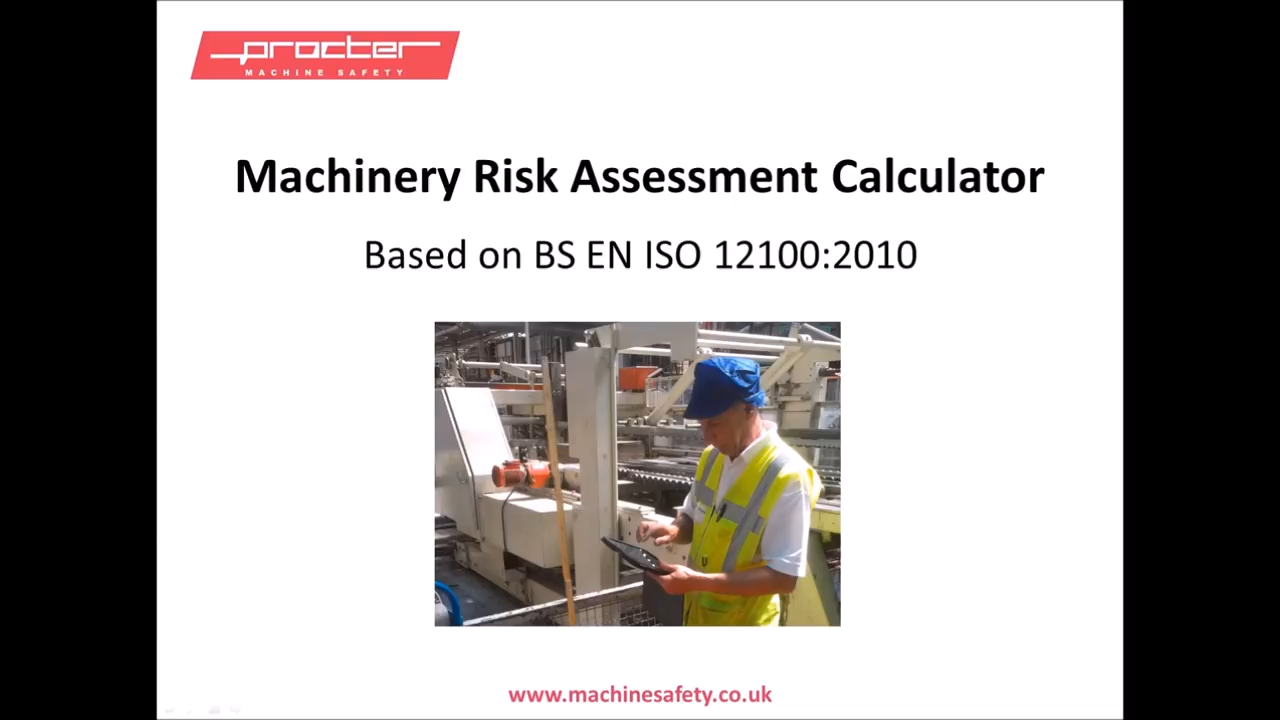 procter
MACHINE SAFETY
Machinery Risk Assessment Calculator
Based on BS EN ISO 12100:2010
www.machinesafety.co.uk